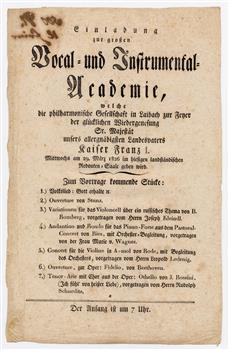 Einladung
zur großen
Vocal- und Instrumental-
Academie,
welche
die philharmonische Gesellschaft in Laibach zur Feyer
der glücklichen Wiedergenesung
Sr. Majestät
unsers allergnädigsten Landesvaters
Kaiser Franz I.
Mittwochs am 29. März 1826 im hiesigen landständischen
Redouten-Saale geben wird.
Zum Vortrage kommende Stücke:
1.) Volkslied: Gott erhalte
2.) Ouverture von
3.) Variationen für das Violoncell über ein russisches Thema von B.
Romberg, vorgetragen vom Herrn Joseph
4.) Andantino und Rondo für das Piano-Forte aus dem Pastoral-
Concert von Ries, mit Orchester-Begleitung, vorgetragen
von der Frau Marie v. Wagner.
5.) Concert für die Violine in A-mol von Rode, mit Begleitung
des Orchesters, vorgetragen vom Herrn Leopold Ledenig.
6.) Ouverture, zur Oper: Fidelio, von Beethoven.
7.) Tenor-Arie mit Chor aus der Oper: Othello von J. Rossini,
vorgetragen vom Herrn Rudolph
Der Anfang ist um 7 Uhr.